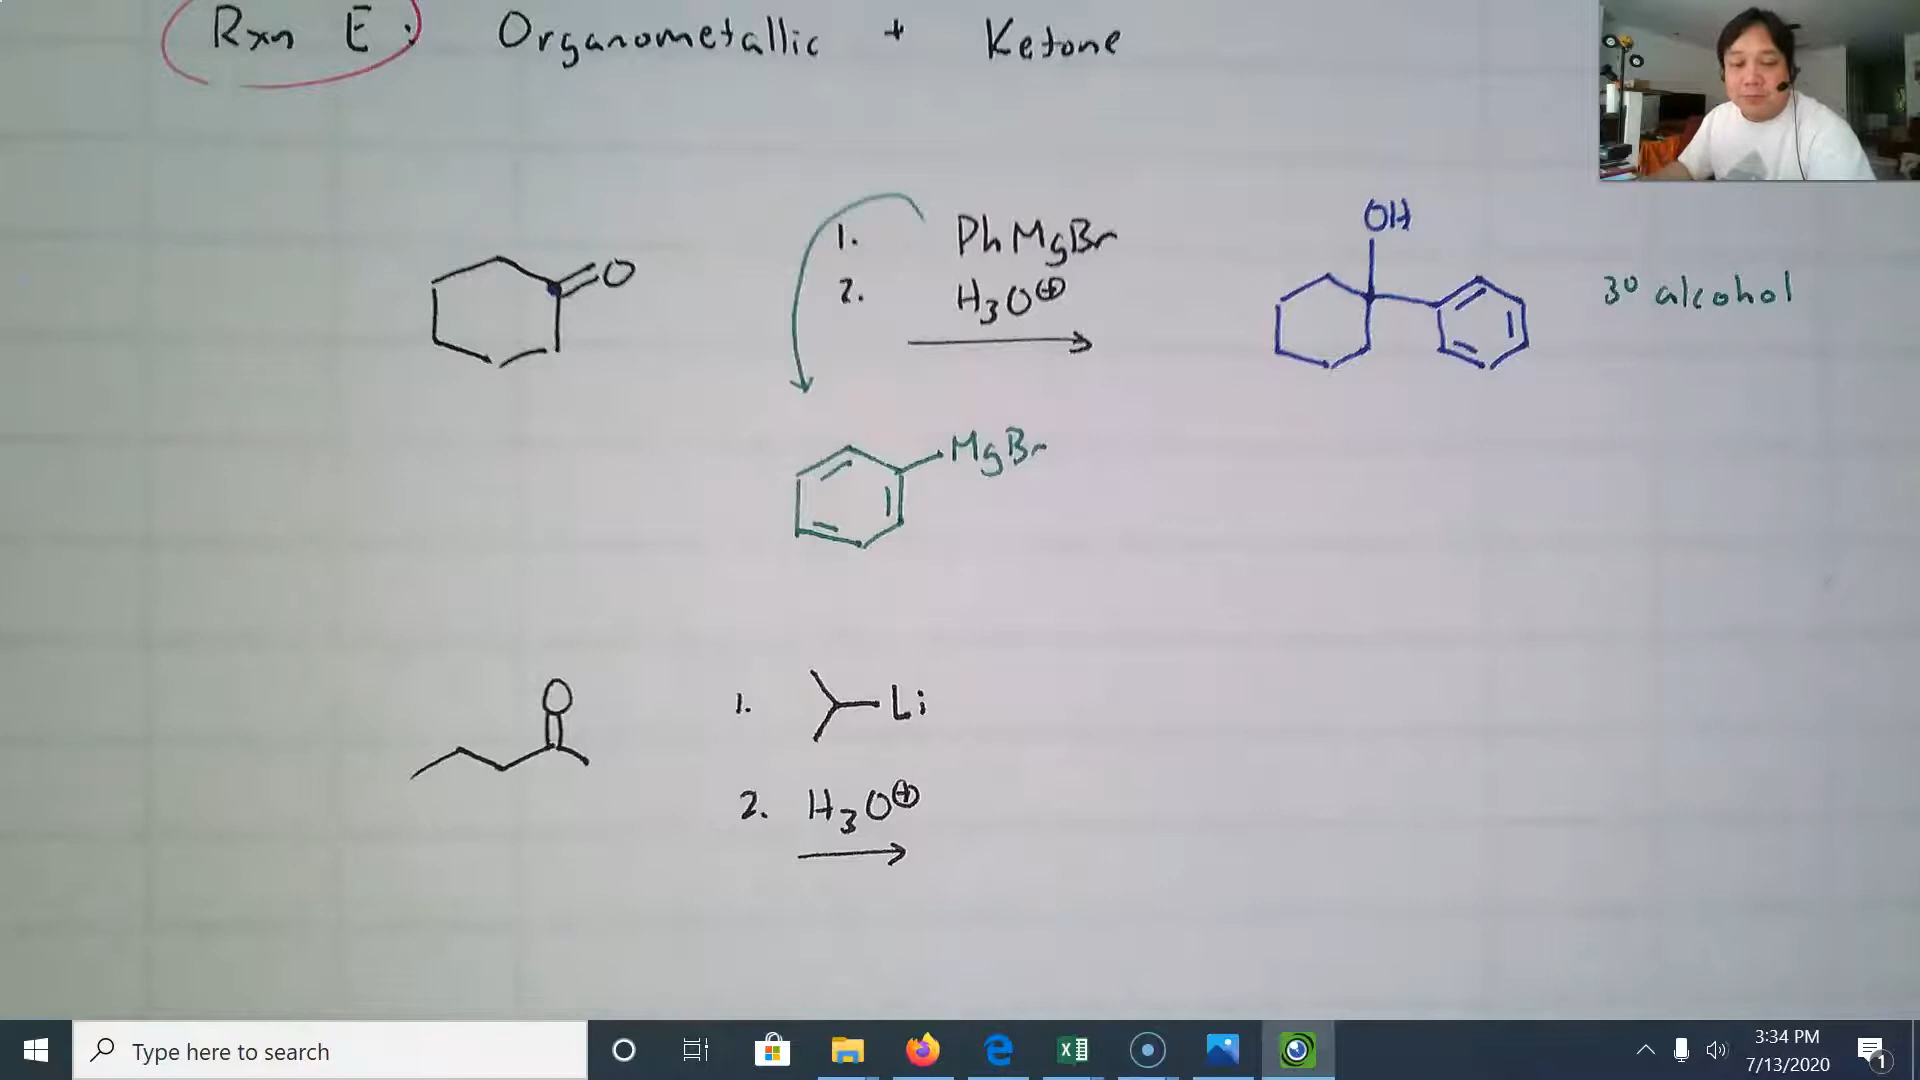 Rxn E: Organometallic + Ketone
OH
1. PhMgBr
O
2. H3O⊕
3° alcohol
MgBr
O
1. Li
2. H3O⊕
Type here to search
3:34 PM
7/13/2020
1